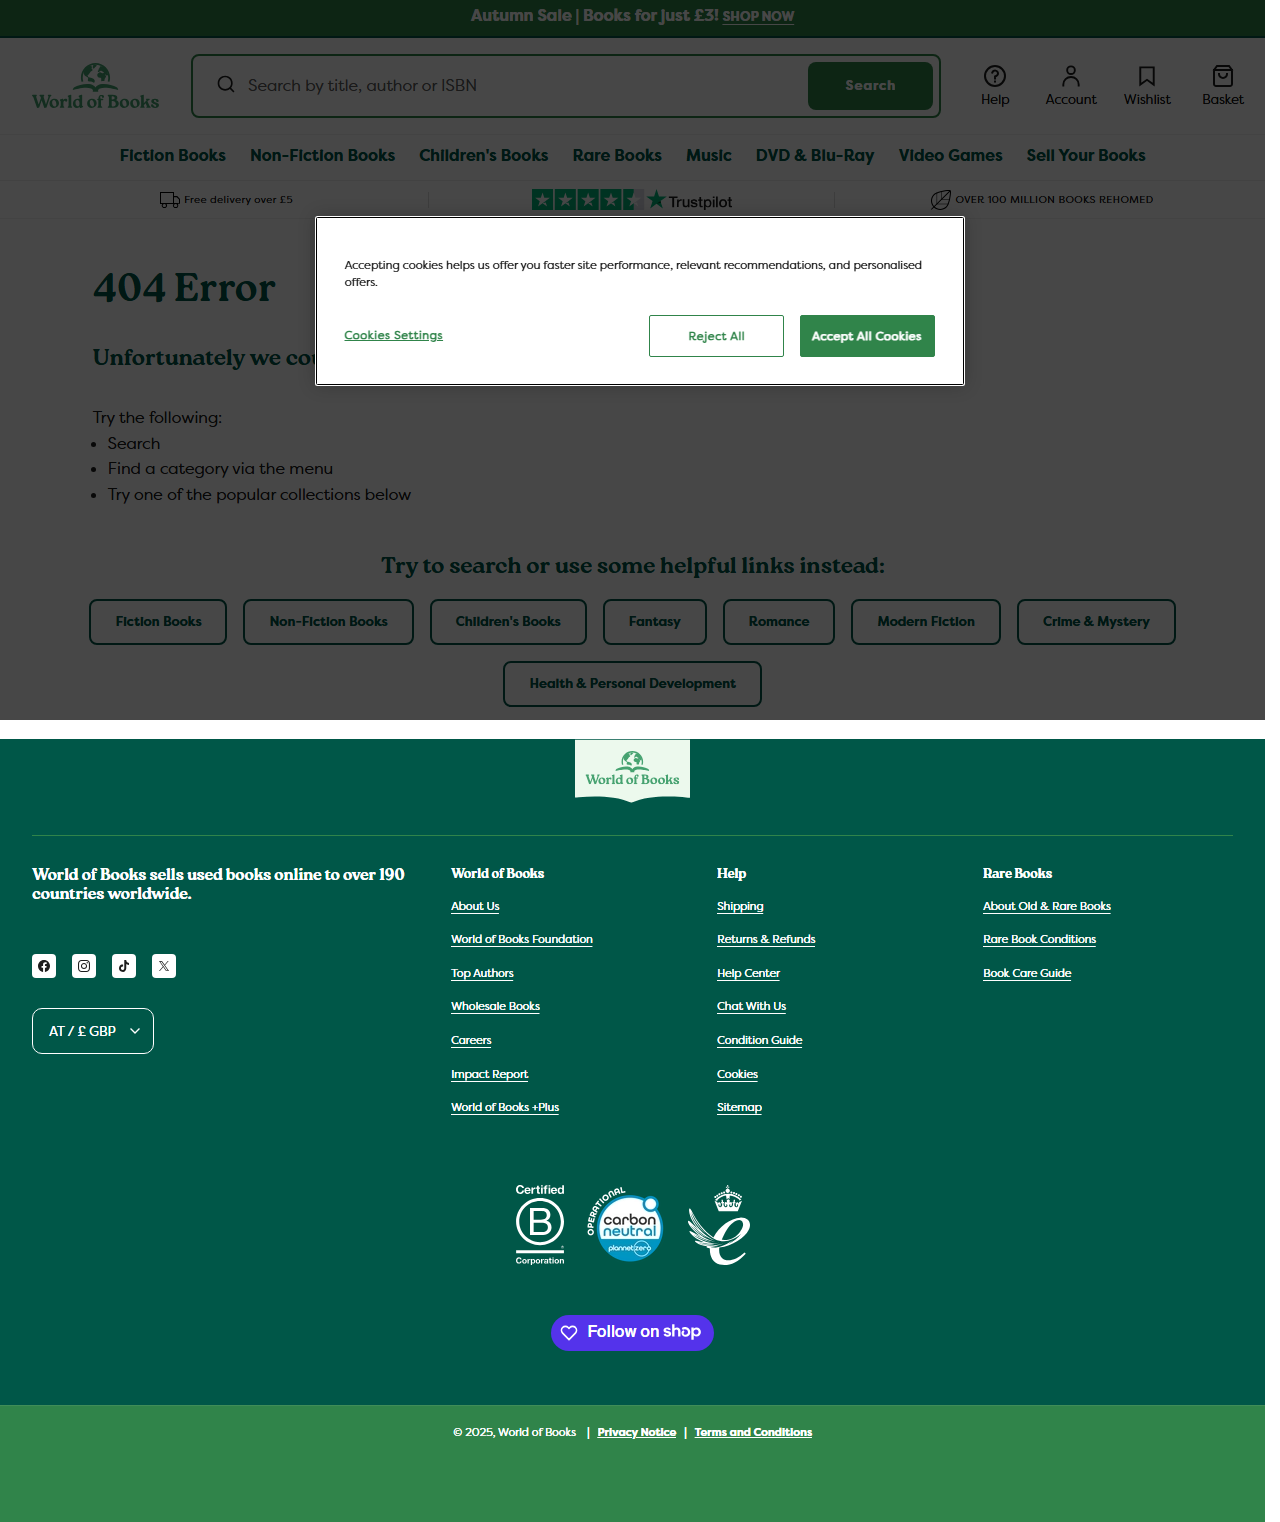 Autumn Sale | Books for just £3! SHOP NOW
World of Books
Search by title, author or ISBN
Search
Help
Account
Wishlist
Basket
Fiction Books
Non-Fiction Books
Children's Books
Rare Books
Music
DVD & Blu-Ray
Video Games
Sell Your Books
Free delivery over £5
Trustpilot
OVER 100 MILLION BOOKS REHOMED
Accepting cookies helps us offer you faster site performance, relevant recommendations, and personalised
offers.
Cookies Settings
Reject All
Accept All Cookies
404 Error
Unfortunately we
Try the following:
Search
Find a category via the menu
Try one of the popular collections below
Try to search or use some helpful links instead:
Fiction Books
Non-Fiction Books
Children's Books
Fantasy
Romance
Modern Fiction
Crime & Mystery
Health & Personal Development
World of Books
World of Books sells used books online to over 190
countries worldwide.
AT / £ GBP
World of Books
About Us
World of Books Foundation
Top Authors
Wholesale Books
Careers
Impact Report
World of Books +Plus
Help
Shipping
Returns & Refunds
Help Center
Chat With Us
Condition Guide
Cookies
Sitemap
Rare Books
About Old & Rare Books
Rare Book Conditions
Book Care Guide
Certified
B
Corporation
OPERATIONAL
carbon
neutral
plannet zero
e
Follow on shop
© 2025, World of Books | Privacy Notice | Terms and Conditions